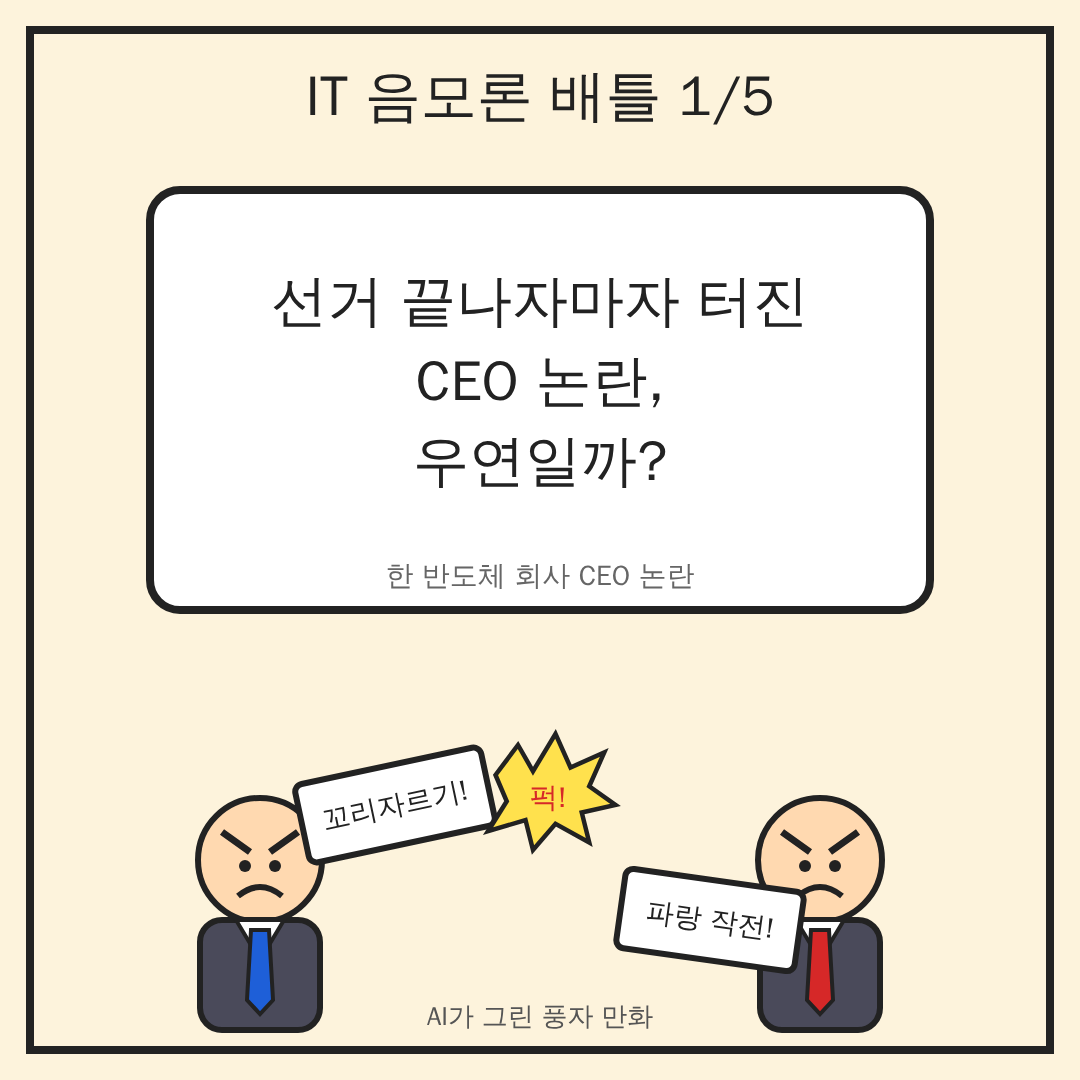 IT 음모론 배틀 1/5
선거 끝나자마자 터진
CEO 논란,
우연일까?
한 반도체 회사 CEO 논란
꼬리자르기!
퍽!
파랑 작전!
AI가 그린 풍자 만화